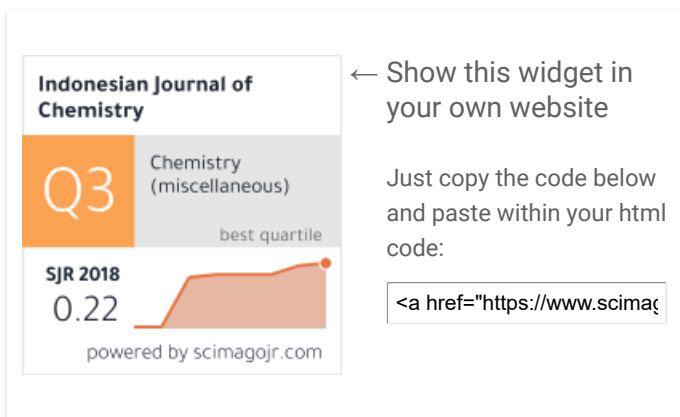 Indonesian Journal of
Chemistry
Q3
Chemistry
(miscellaneous)
best quartile
SJR 2018
0.22
powered by scimagojr.com
← Show this widget in
your own website
Just copy the code below
and paste within your html
code:
<a href="https://www.scimag